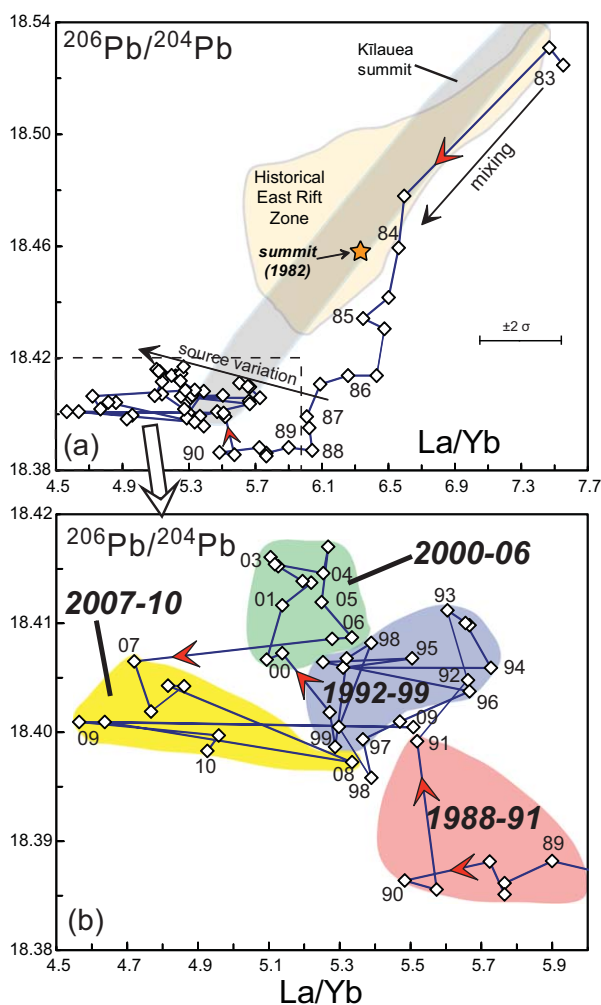 18.54
206Pb/204Pb
Kīlauea
summit
83
18.50
mixing
Historical
East Rift
Zone
84
summit
(1982)
18.46
85
±2 σ
18.42
source variation
86
87
89
88
90
(a)
La/Yb
18.38
4.5 4.9 5.3 5.7 6.1 6.5 6.9 7.3 7.7
18.42
206Pb/204Pb
2000-06
03
04
2007-10
01
05
93
07
06
98
95
00
92
94
1992-99
96
18.41
18.40
09
09
99
97
91
10
08
98
1988-91
18.39
89
90
(b)
18.38
4.5 4.7 4.9 5.1 5.3 5.5 5.7 5.9
La/Yb